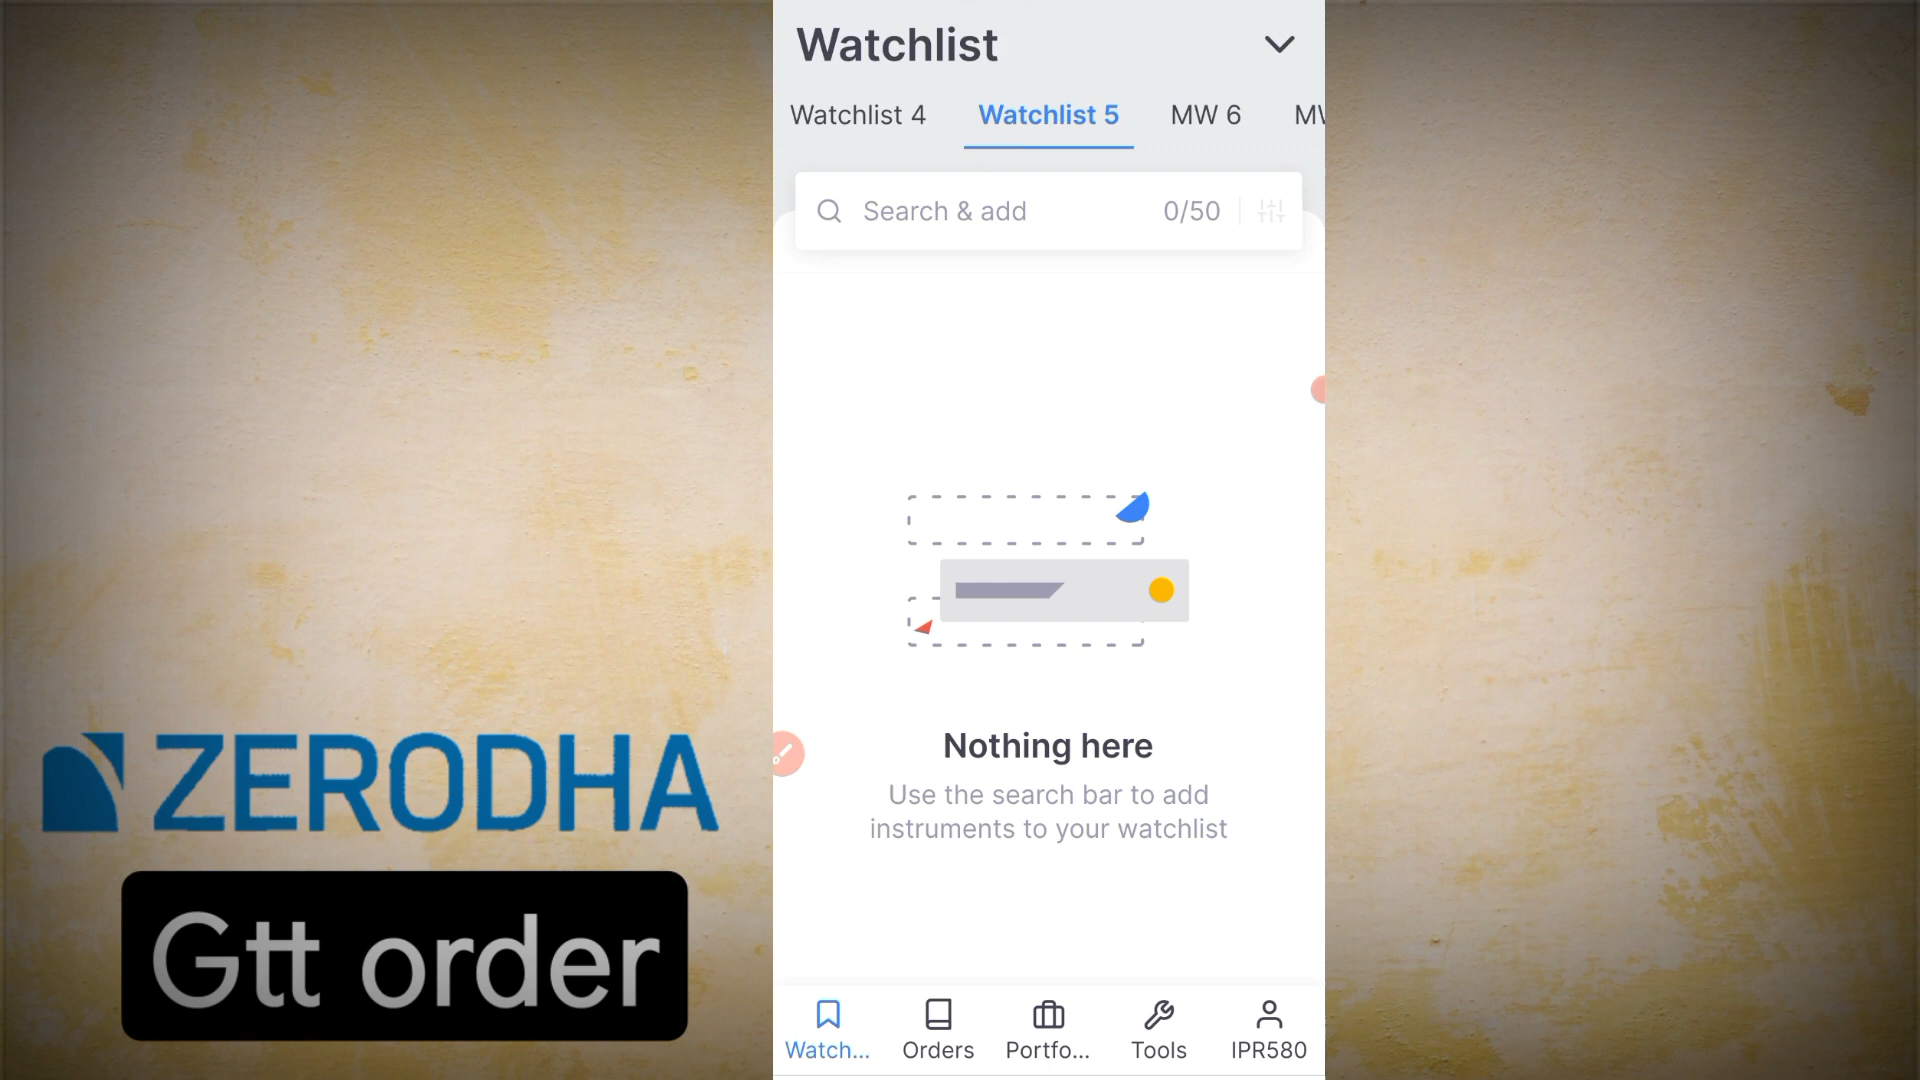 Watchlist
Watchlist 4
Watchlist 5
MW 6
Search & add
0/50
Nothing here
Use the search bar to add
instruments to your watchlist
Watch...
Orders
Portfo...
Tools
IPR580
ZERODHA
Gtt order